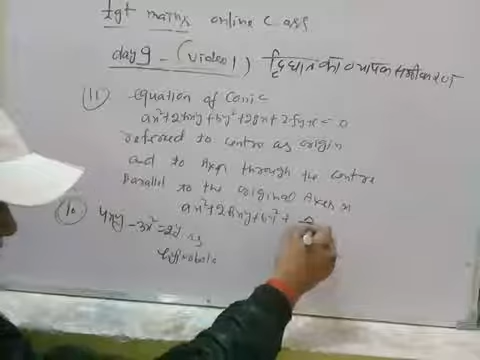 tgt maths online class
day 9 - (video 1) द्विघात का व्यापक समीकरण
(11) equation of Conic
ax²+2hxy+by²+2gx+2fy+c=0
referred to centre as origin
and to Axes through the centre
Parallel to the original Axes is
ax²+2hxy+by²+ Δ
(10) 4xy-3x²=2y is
hyperbola